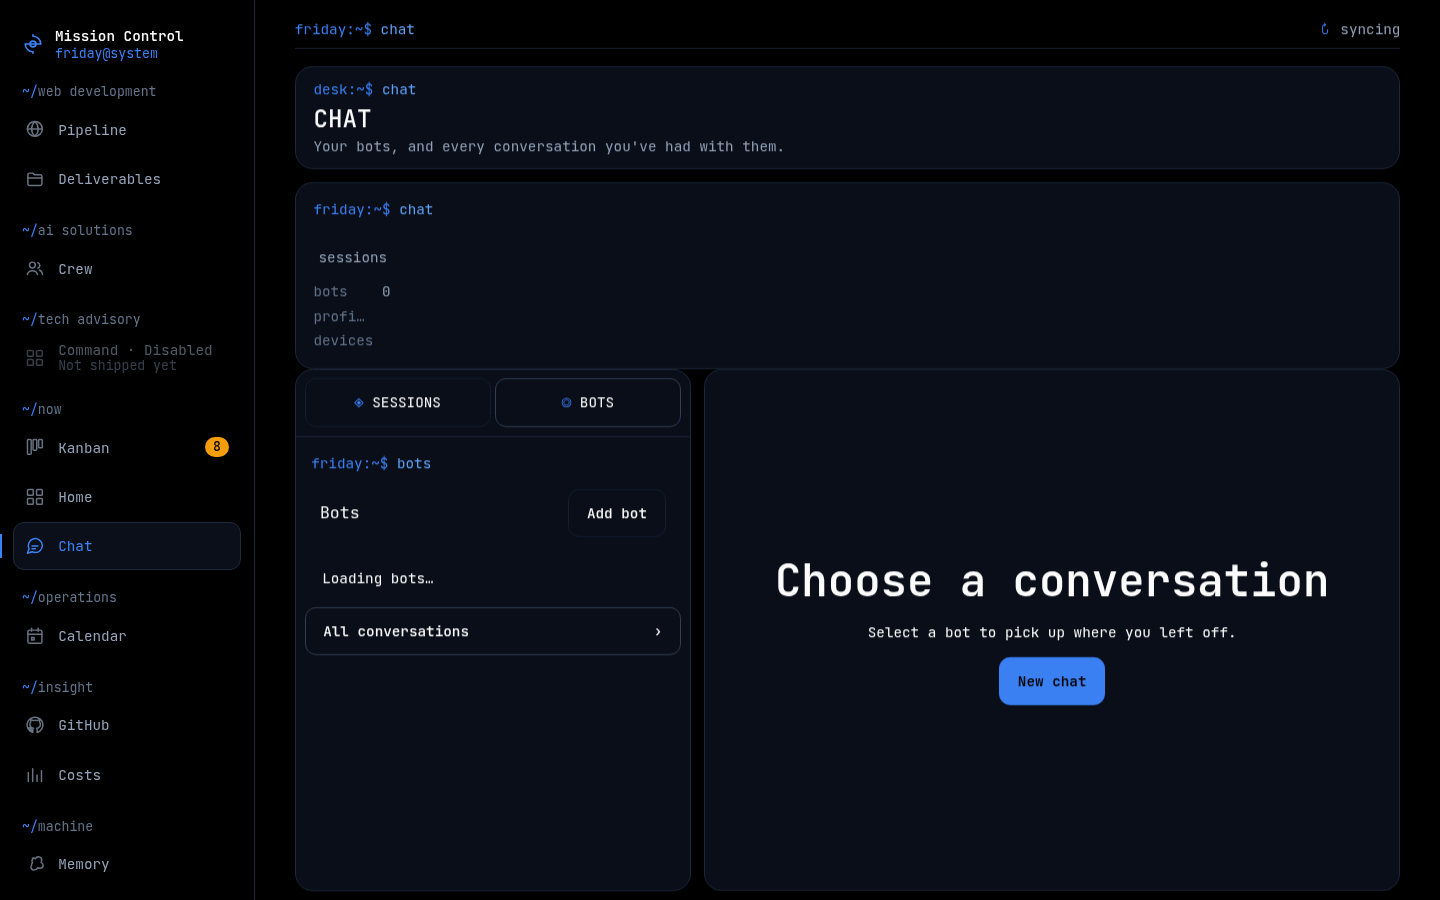 Mission Control
friday@system
~/web development
Pipeline
Deliverables
~/ai solutions
Crew
~/tech advisory
Command · Disabled
Not shipped yet
~/now
Kanban 8
Home
Chat
~/operations
Calendar
~/insight
GitHub
Costs
~/machine
Memory
friday:~$ chat
syncing
desk:~$ chat
CHAT
Your bots, and every conversation you've had with them.
friday:~$ chat
sessions
bots 0
profi…
devices
SESSIONS
BOTS
friday:~$ bots
Bots
Add bot
Loading bots…
All conversations ›
Choose a conversation
Select a bot to pick up where you left off.
New chat